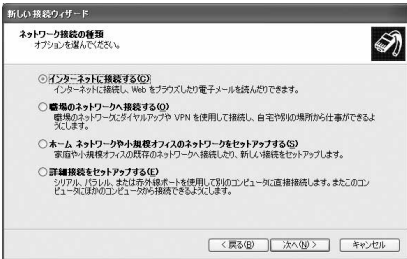 新しい接続ウィザード
ネットワーク接続の種類
オプションを選んでください。
インターネットに接続する(C)
インターネットに接続し、Web をブラウズしたり電子メールを読んだりできます。
職場のネットワークへ接続する(O)
職場のネットワークにダイヤルアップや VPN を使用して接続し、自宅や別の場所から仕事ができるよ
うにします。
ホーム ネットワークや小規模オフィスのネットワークをセットアップする(S)
家庭や小規模オフィスの既存のネットワークへ接続したり、新しい接続をセットアップします。
詳細接続をセットアップする(E)
シリアル、パラレル、または赤外線ポートを使用して別のコンピュータに直接接続します。またこのコン
ピュータにほかのコンピュータから接続できるようにします。
< 戻る(B)
次へ(N) >
キャンセル